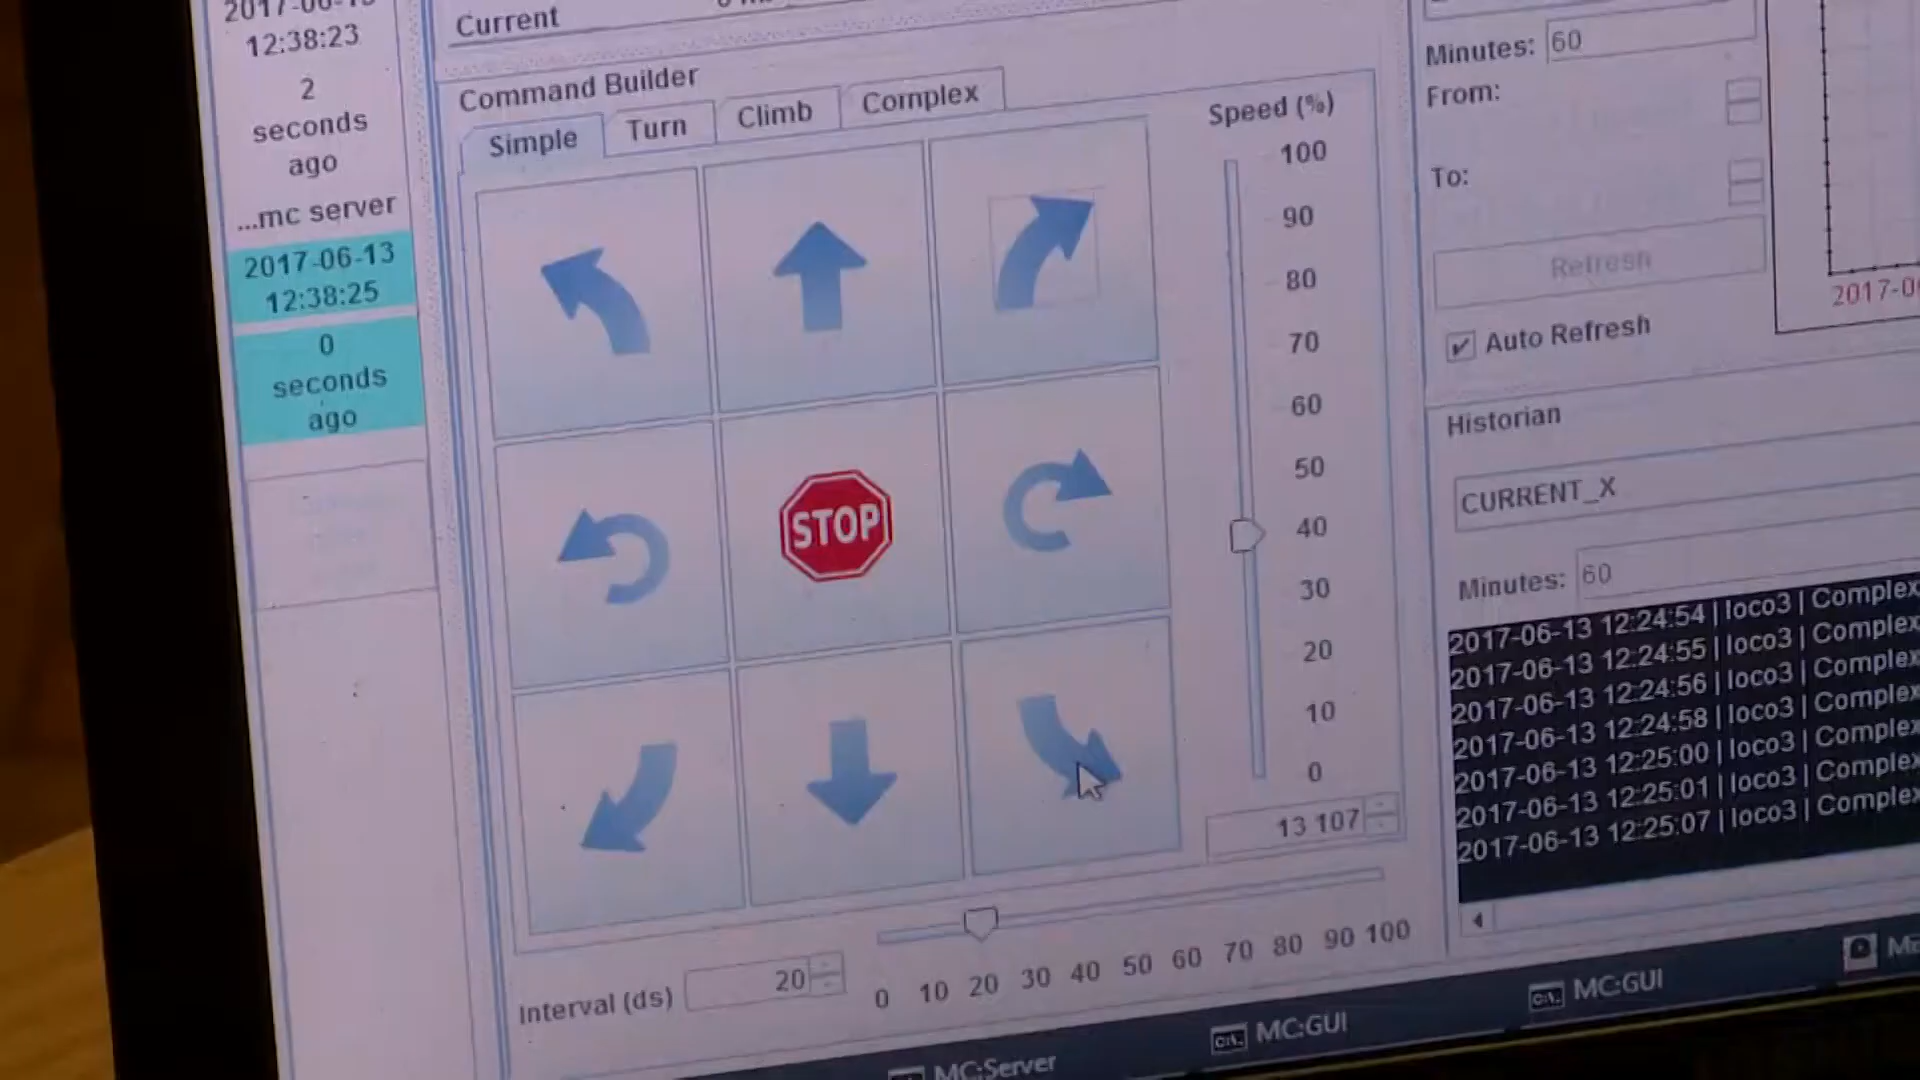 12:38:23
2
seconds
ago
...mc server
2017-06-13
12:38:25
0
seconds
ago
Current
Command Builder
Simple
Turn
Climb
Complex
Speed (%)
100
90
80
70
60
50
40
30
20
10
0
13 107
STOP
Interval (ds)
20
0 10 20 30 40 50 60 70 80 90 100
Minutes: 60
From:
To:
Refresh
Auto Refresh
2017-0
Historian
CURRENT_X
Minutes: 60
2017-06-13 12:24:54 | loco3 | Complex
2017-06-13 12:24:55 | loco3 | Complex
2017-06-13 12:24:56 | loco3 | Complex
2017-06-13 12:24:58 | loco3 | Complex
2017-06-13 12:25:00 | loco3 | Complex
2017-06-13 12:25:01 | loco3 | Complex
2017-06-13 12:25:07 | loco3 | Complex
MC:Server
MC:GUI
MC:GUI